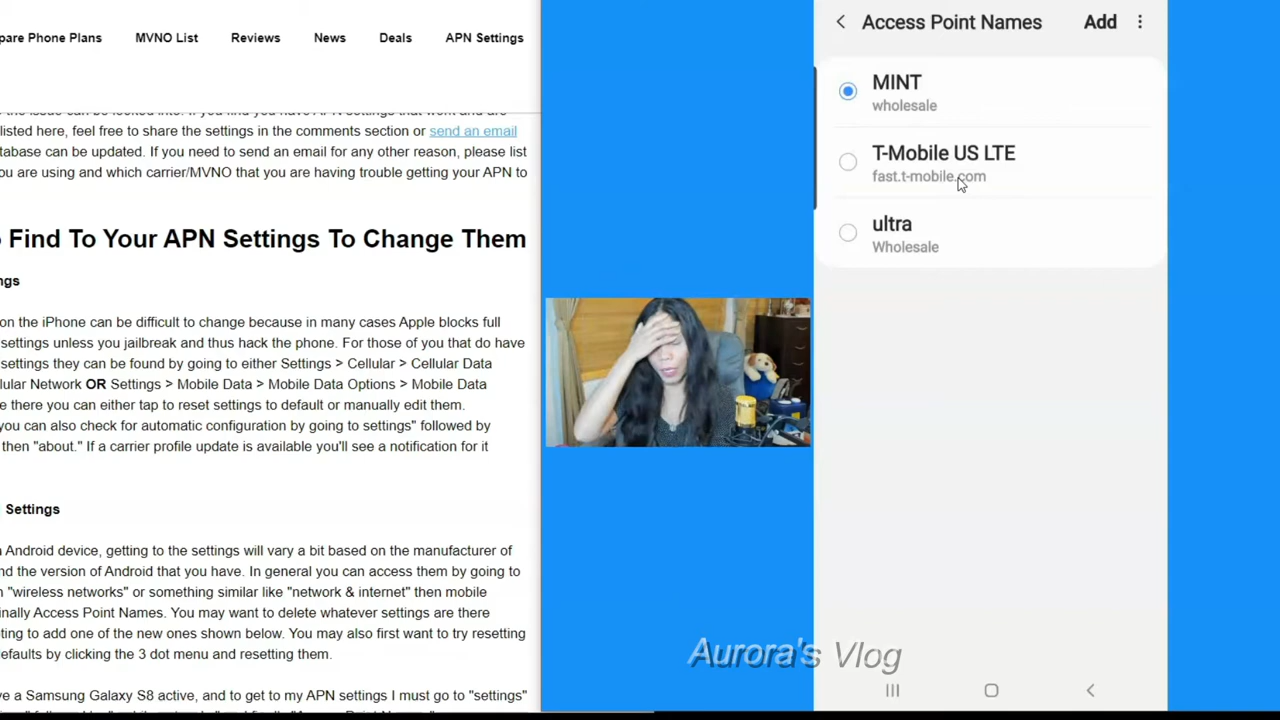 pare Phone Plans MVNO List Reviews News Deals APN Settings
listed here, feel free to share the settings in the comments section or send an email
tabase can be updated. If you need to send an email for any other reason, please list
ou are using and which carrier/MVNO that you are having trouble getting your APN to
Find To Your APN Settings To Change Them
ngs
on the iPhone can be difficult to change because in many cases Apple blocks full
settings unless you jailbreak and thus hack the phone. For those of you that do have
settings they can be found by going to either Settings > Cellular > Cellular Data
lular Network OR Settings > Mobile Data > Mobile Data Options > Mobile Data
e there you can either tap to reset settings to default or manually edit them.
you can also check for automatic configuration by going to settings" followed by
then "about." If a carrier profile update is available you'll see a notification for it
Settings
Android device, getting to the settings will vary a bit based on the manufacturer of
nd the version of Android that you have. In general you can access them by going to
"wireless networks" or something similar like "network & internet" then mobile
inally Access Point Names. You may want to delete whatever settings are there
ting to add one of the new ones shown below. You may also first want to try resetting
efaults by clicking the 3 dot menu and resetting them.
ve a Samsung Galaxy S8 active, and to get to my APN settings I must go to "settings"
Access Point Names Add
MINT
wholesale
T-Mobile US LTE
fast.t-mobile.com
ultra
Wholesale
Aurora's Vlog